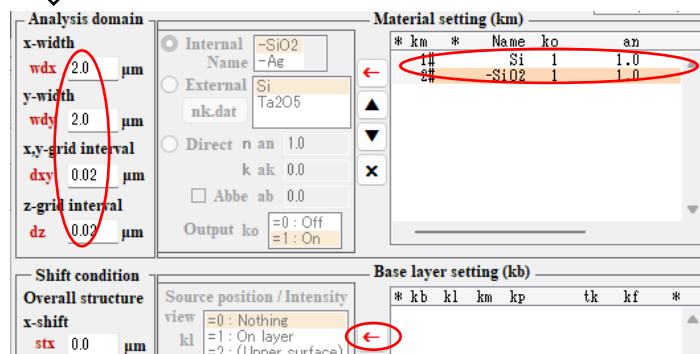 Analysis domain
x-width
wdx 2.0 μm
y-width
wdy 2.0 μm
x,y-grid interval
dxy 0.02 μm
z-grid interval
dz 0.02 μm
Internal Name
-SiO2
-Ag
External
Si
Ta2O5
nk.dat
Direct n an 1.0
k ak 0.0
Abbe ab 0.0
Output ko
=0 : Off
=1 : On
Material setting (km)
* km * Name ko an
1# Si 1 1.0
2# -SiO2 1 1.0
Shift condition
Overall structure
x-shift
stx 0.0 μm
Source position / Intensity
view
kl
=0 : Nothing
=1 : On layer
=2 : (Upper surface)
Base layer setting (kb)
* kb kl km kp tk kf *